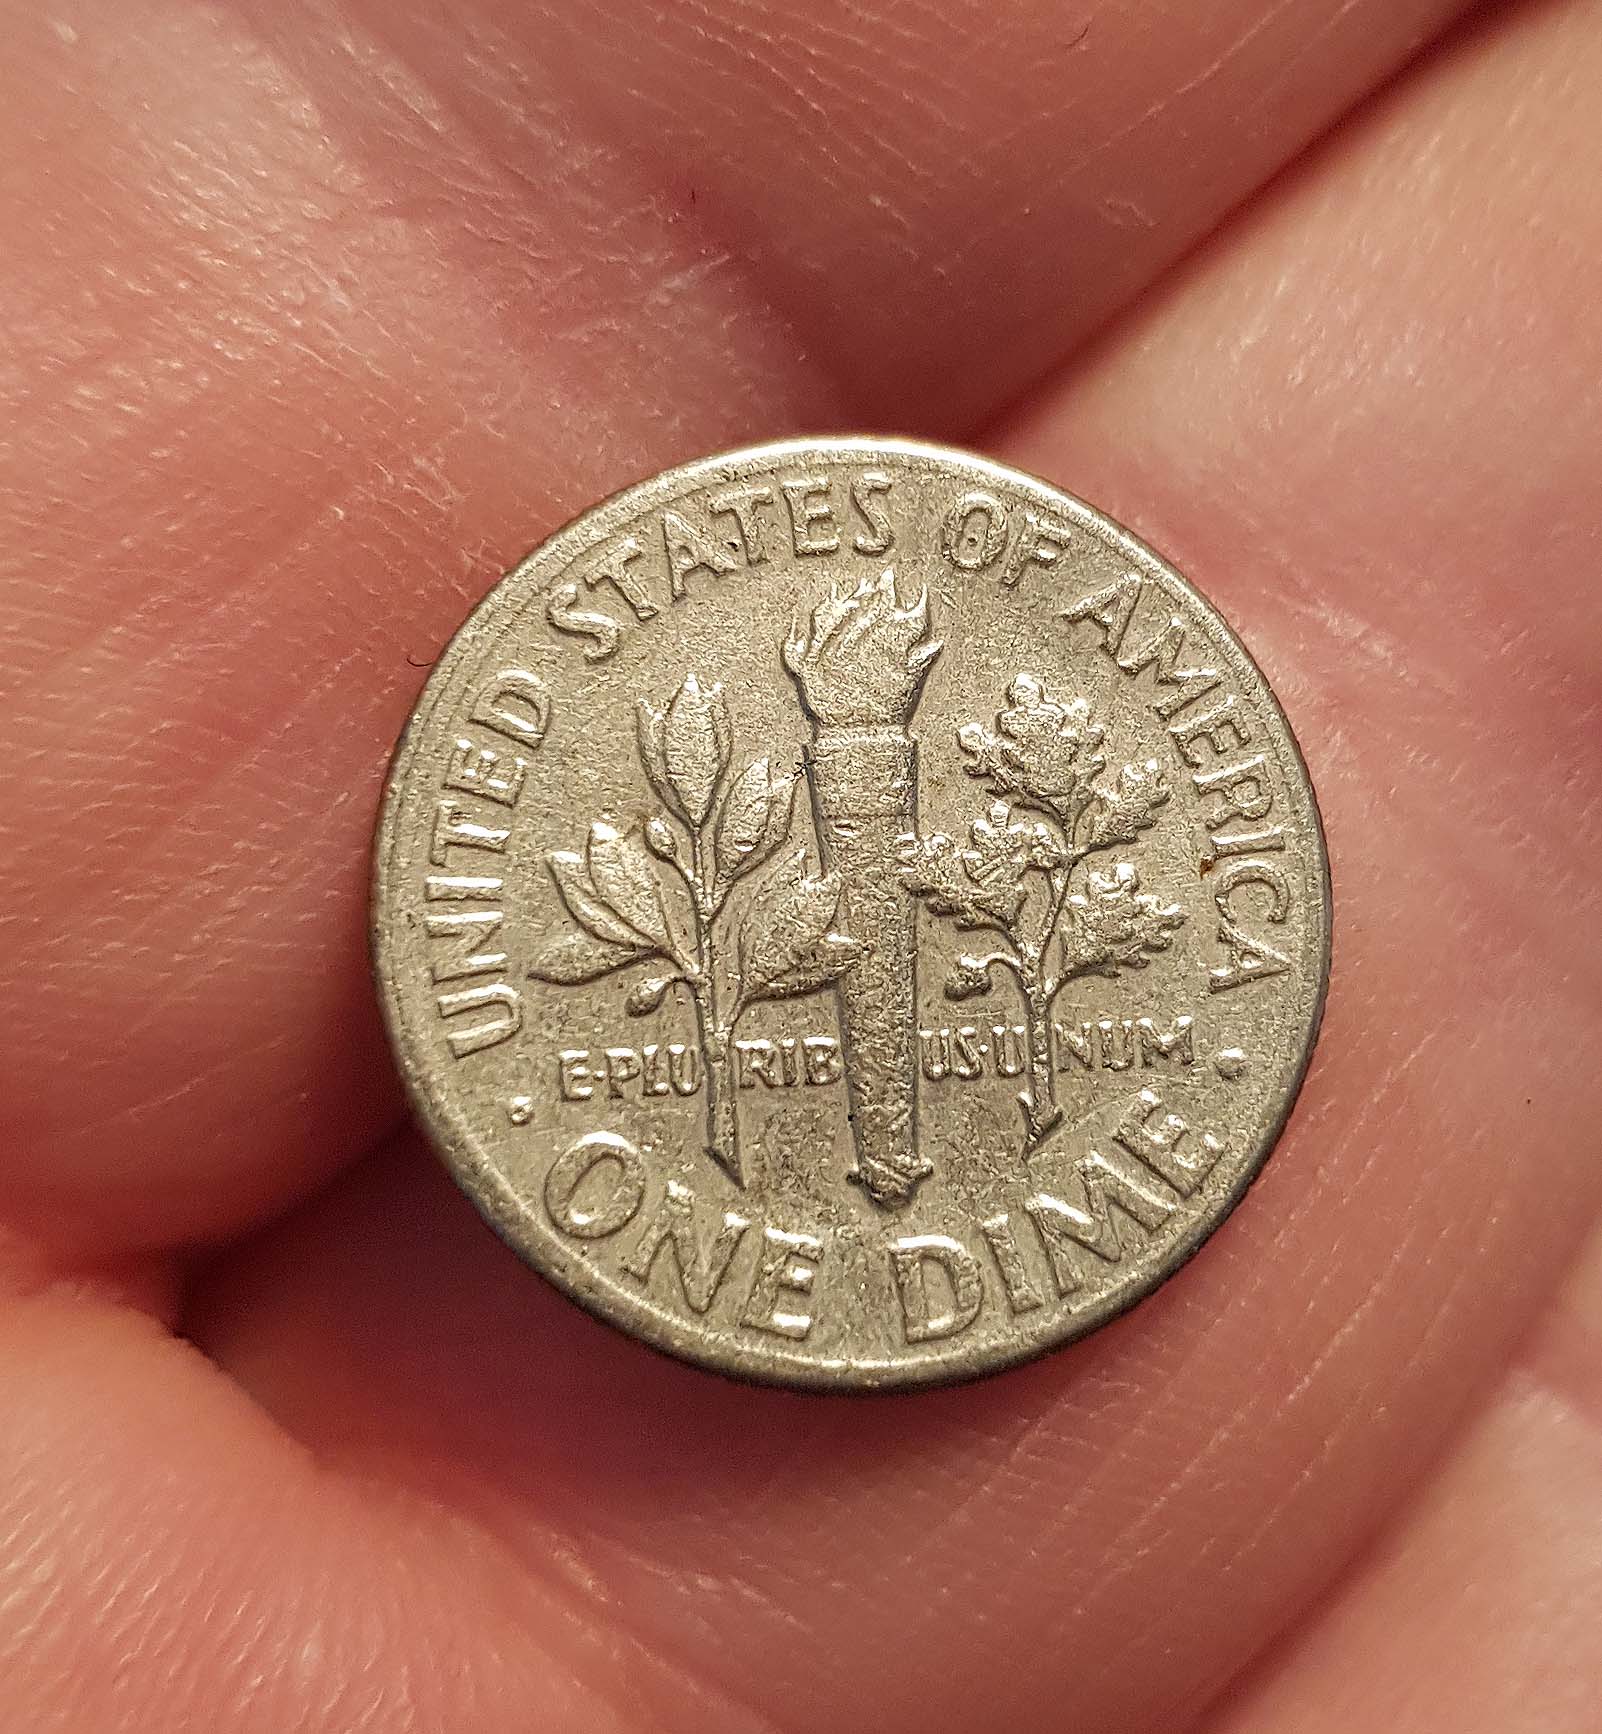 UNITED STATES OF AMERICA
E·PLURIBUS·UNUM
· ONE DIME ·